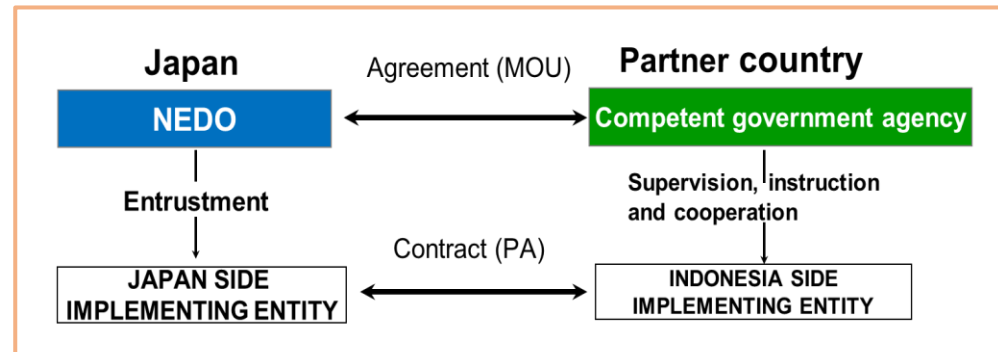 Japan
Agreement (MOU)
Partner country
NEDO
Competent government agency
Entrustment
Supervision, instruction
and cooperation
Contract (PA)
JAPAN SIDE
IMPLEMENTING ENTITY
INDONESIA SIDE
IMPLEMENTING ENTITY